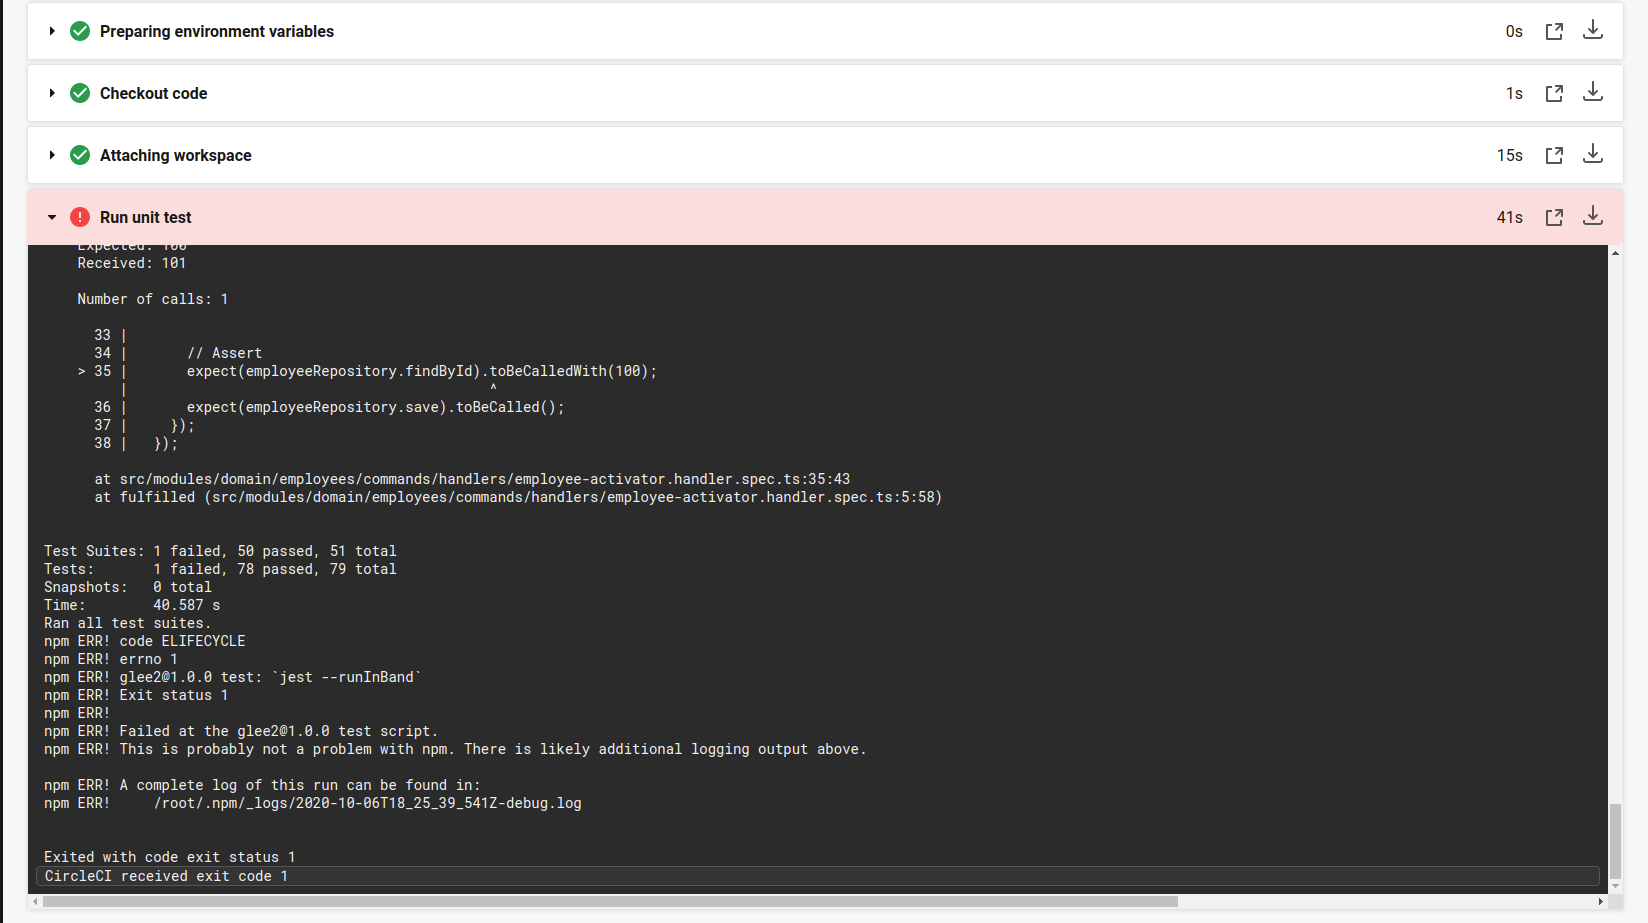 Preparing environment variables 0s
Checkout code 1s
Attaching workspace 15s
Run unit test 41s
Expected: 100
Received: 101
Number of calls: 1
33 |
34 |       // Assert
> 35 |       expect(employeeRepository.findById).toBeCalledWith(100);
|                                           ^
36 |       expect(employeeRepository.save).toBeCalled();
37 |     });
38 |   });
at src/modules/domain/employees/commands/handlers/employee-activator.handler.spec.ts:35:43
at fulfilled (src/modules/domain/employees/commands/handlers/employee-activator.handler.spec.ts:5:58)
Test Suites: 1 failed, 50 passed, 51 total
Tests:       1 failed, 78 passed, 79 total
Snapshots:   0 total
Time:        40.587 s
Ran all test suites.
npm ERR! code ELIFECYCLE
npm ERR! errno 1
npm ERR! glee2@1.0.0 test: `jest --runInBand`
npm ERR! Exit status 1
npm ERR!
npm ERR! Failed at the glee2@1.0.0 test script.
npm ERR! This is probably not a problem with npm. There is likely additional logging output above.
npm ERR! A complete log of this run can be found in:
npm ERR!     /root/.npm/_logs/2020-10-06T18_25_39_541Z-debug.log
Exited with code exit status 1
CircleCI received exit code 1